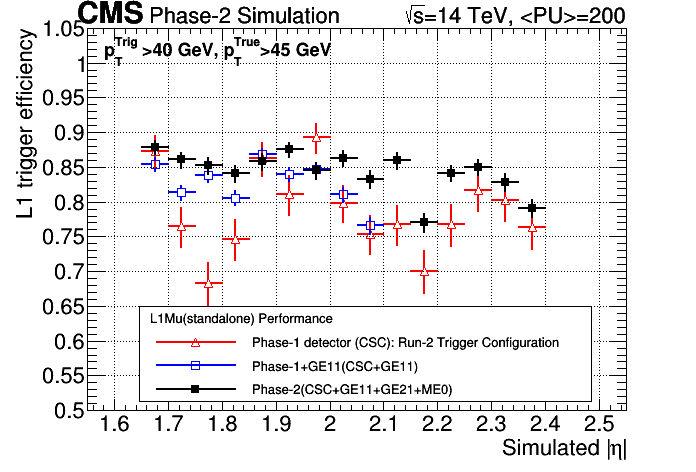 CMS Phase-2 Simulation √s=14 TeV, <PU>=200
p_T^Trig >40 GeV, p_T^True >45 GeV
L1 trigger efficiency
1.05
1
0.95
0.9
0.85
0.8
0.75
0.7
0.65
0.6
0.55
0.5
L1Mu(standalone) Performance
Phase-1 detector (CSC): Run-2 Trigger Configuration
Phase-1+GE11(CSC+GE11)
Phase-2(CSC+GE11+GE21+ME0)
1.6 1.7 1.8 1.9 2 2.1 2.2 2.3 2.4 2.5
Simulated |η|